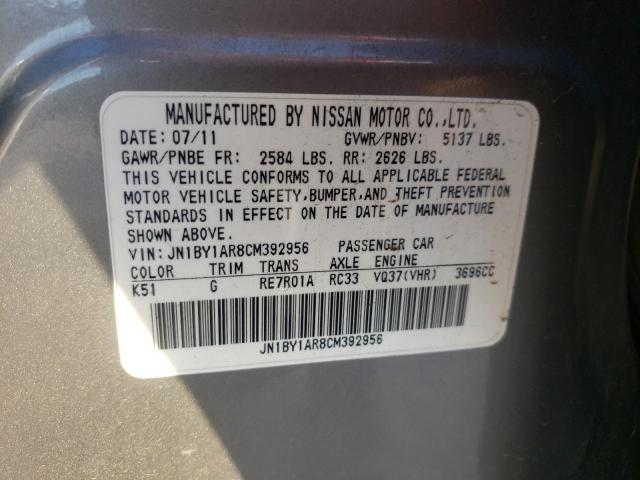 MANUFACTURED BY NISSAN MOTOR CO.,LTD.
DATE: 07/11 GVWR/PNBV: 5137 LBS.
GAWR/PNBE FR: 2584 LBS. RR: 2626 LBS.
THIS VEHICLE CONFORMS TO ALL APPLICABLE FEDERAL
MOTOR VEHICLE SAFETY,BUMPER,AND THEFT PREVENTION
STANDARDS IN EFFECT ON THE DATE OF MANUFACTURE
SHOWN ABOVE.
VIN: JN1BY1AR8CM392956 PASSENGER CAR
COLOR TRIM TRANS AXLE ENGINE
K51 G RE7R01A RC33 VQ37(VHR) 3696CC
JN1BY1AR8CM392956